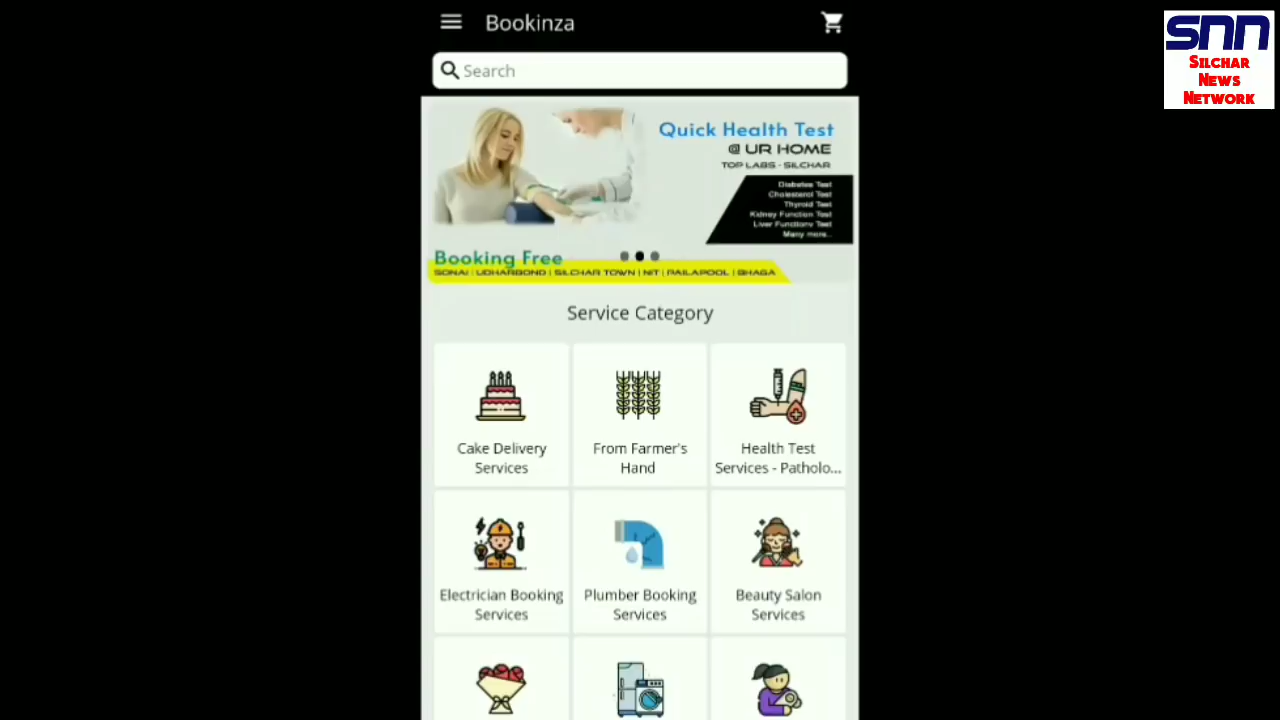 Bookinza
Search
SNN
SILCHAR
NEWS
NETWORK
Quick Health Test
@ UR HOME
TOP LABS - SILCHAR
Diabetes Test
Cholesterol Test
Thyroid Test
Kidney Function Test
Liver Functiony Test
Many more..
Booking Free
SONAI | UDHARBOND | SILCHAR TOWN | NIT | PAILAPOOL | BHAGA
Service Category
Cake Delivery
Services
From Farmer's
Hand
Health Test
Services - Patholo...
Electrician Booking
Services
Plumber Booking
Services
Beauty Salon
Services